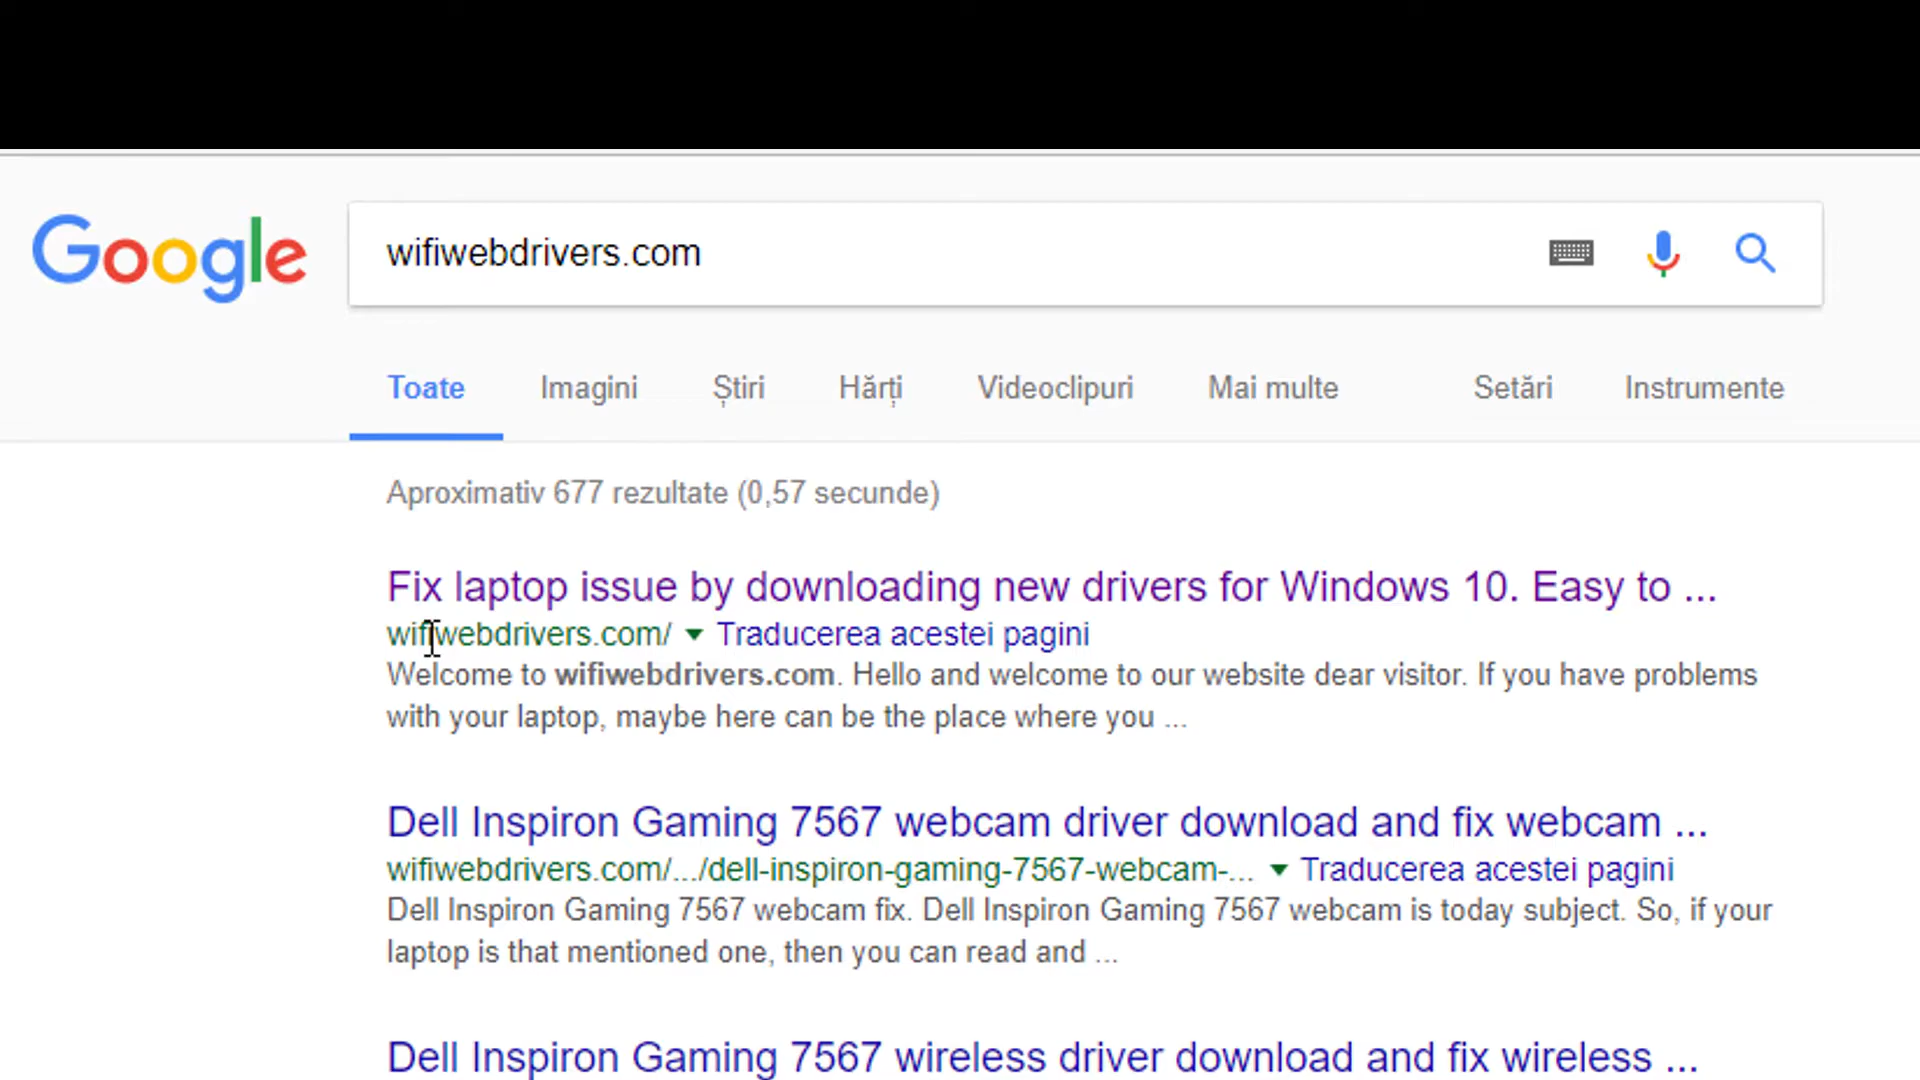 Google
wifiwebdrivers.com
Toate Imagini Știri Hărți Videoclipuri Mai multe Setări Instrumente
Aproximativ 677 rezultate (0,57 secunde)
Fix laptop issue by downloading new drivers for Windows 10. Easy to ...
wifiwebdrivers.com/ Traducerea acestei pagini
Welcome to wifiwebdrivers.com. Hello and welcome to our website dear visitor. If you have problems
with your laptop, maybe here can be the place where you ...
Dell Inspiron Gaming 7567 webcam driver download and fix webcam ...
wifiwebdrivers.com/.../dell-inspiron-gaming-7567-webcam-... Traducerea acestei pagini
Dell Inspiron Gaming 7567 webcam fix. Dell Inspiron Gaming 7567 webcam is today subject. So, if your
laptop is that mentioned one, then you can read and ...
Dell Inspiron Gaming 7567 wireless driver download and fix wireless ...